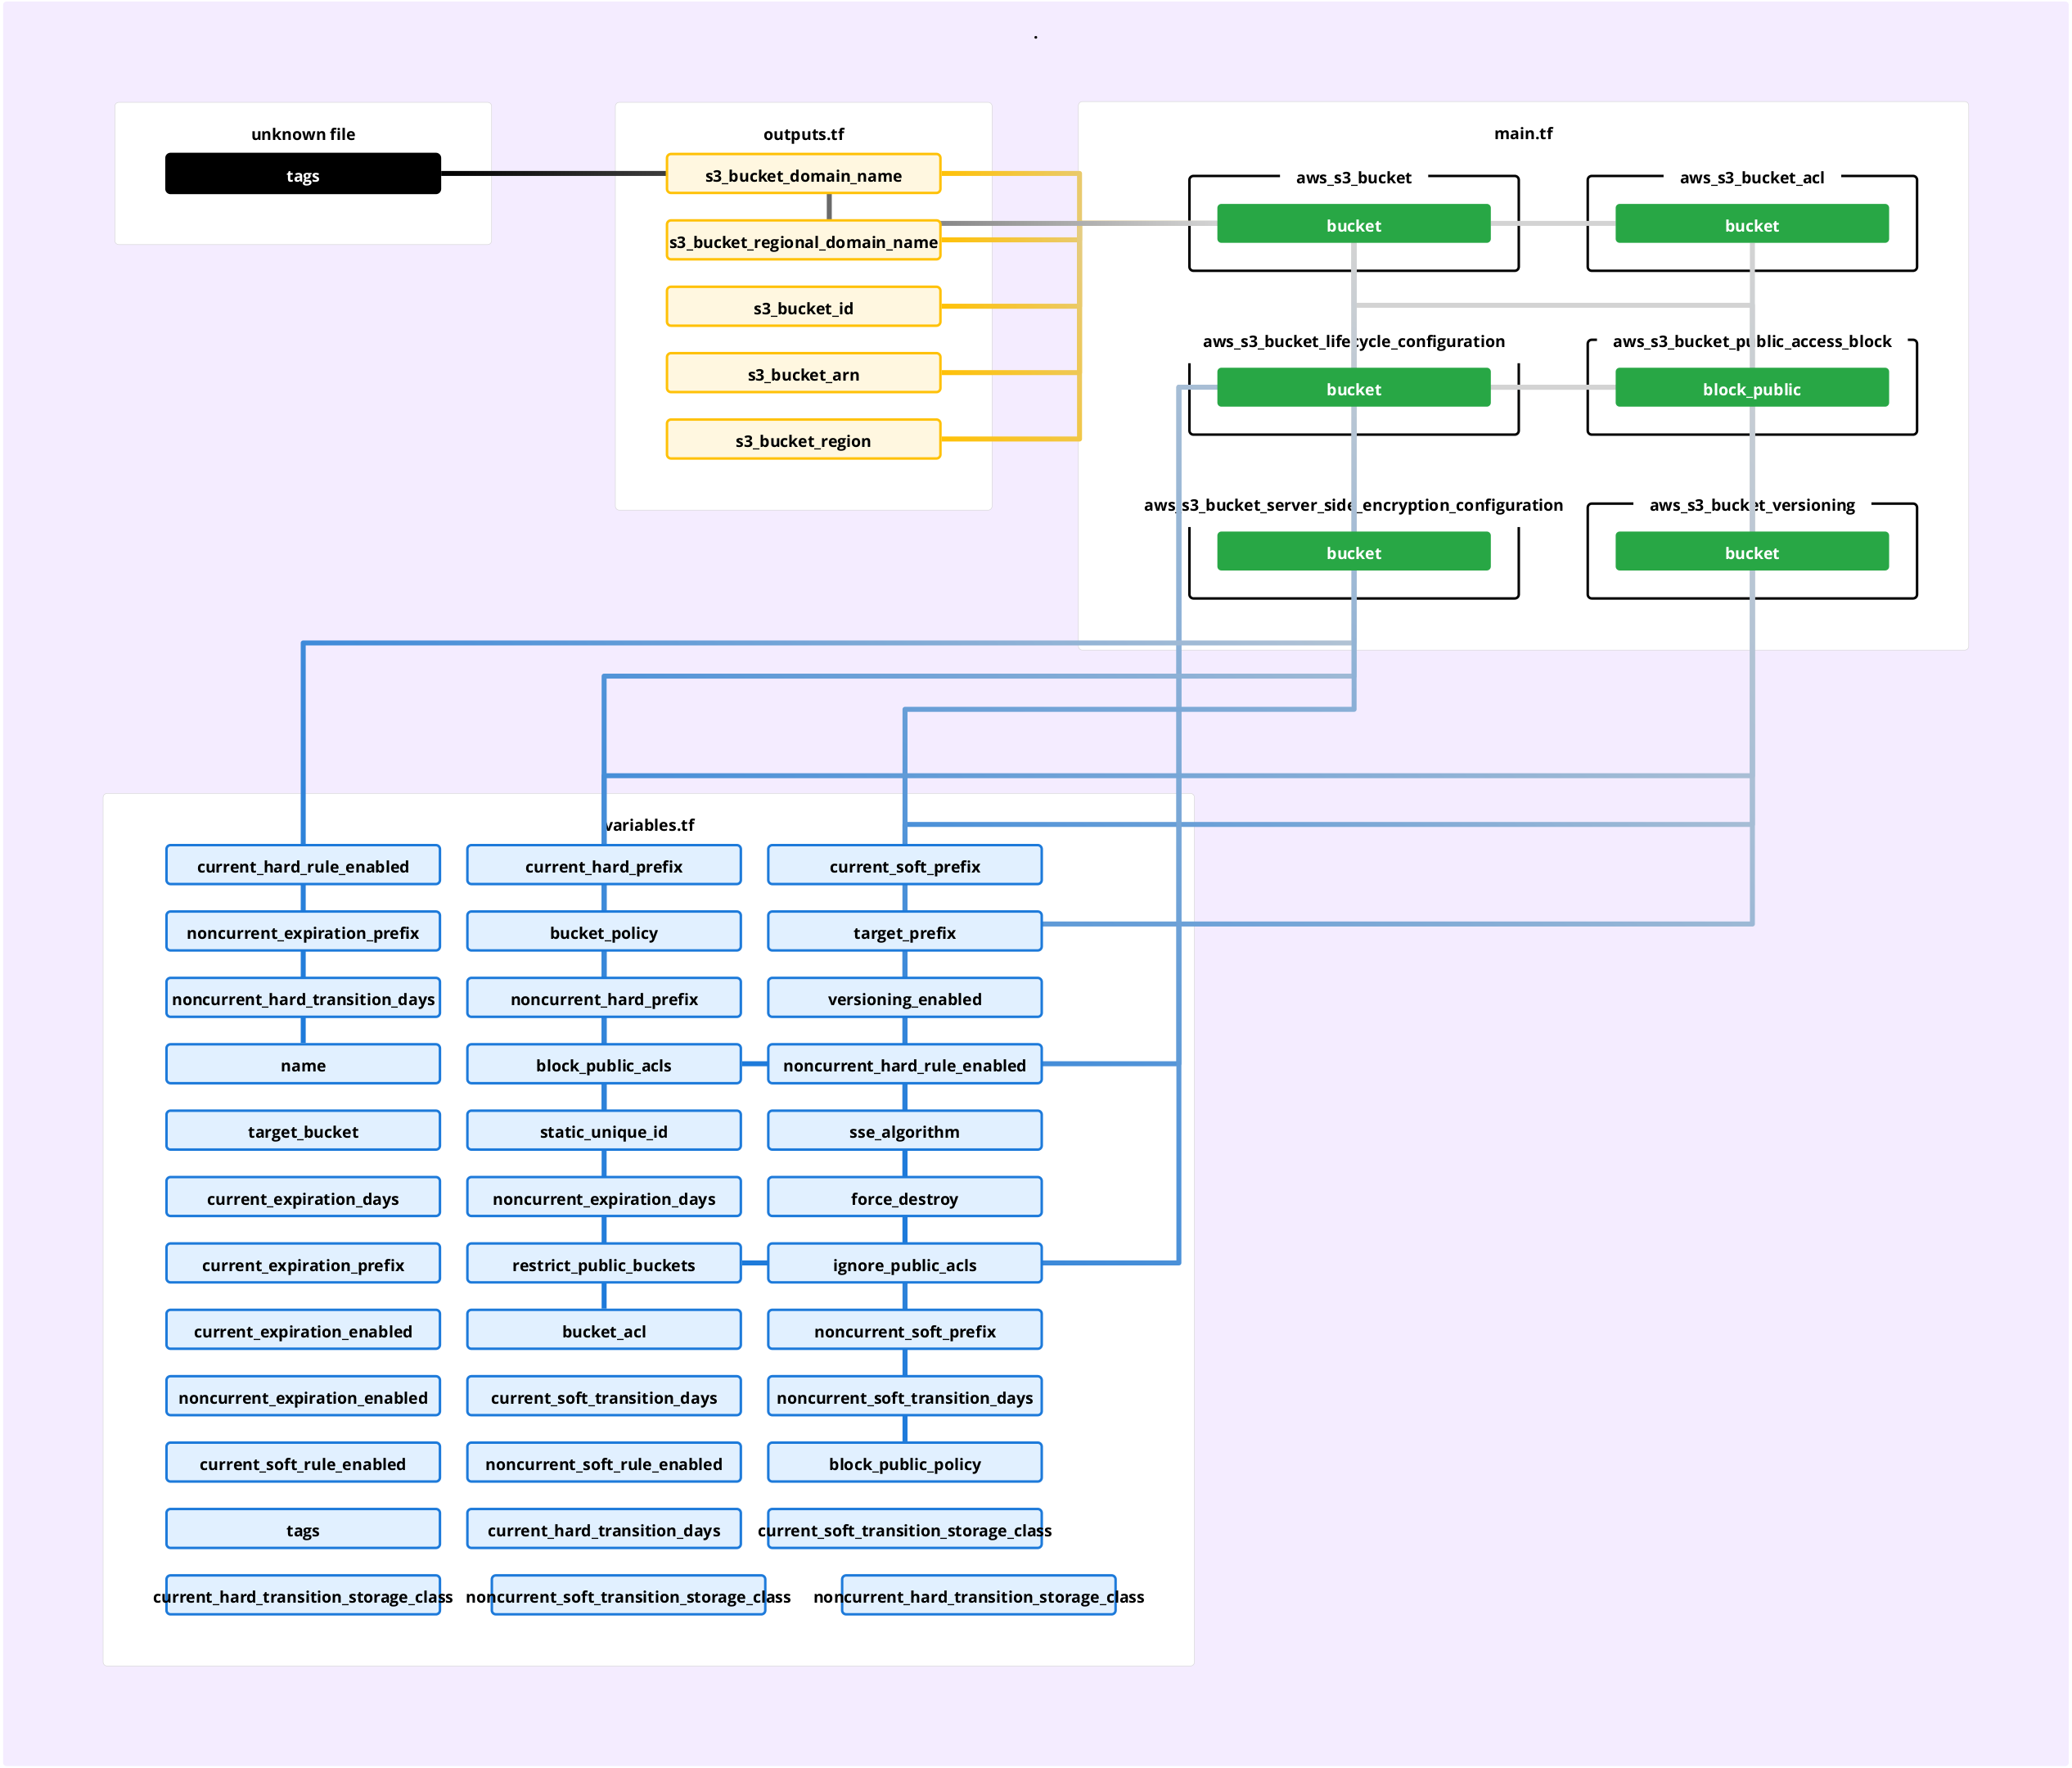 .
unknown file
tags
outputs.tf
s3_bucket_domain_name
s3_bucket_regional_domain_name
s3_bucket_id
s3_bucket_arn
s3_bucket_region
main.tf
aws_s3_bucket
bucket
aws_s3_bucket_acl
bucket
aws_s3_bucket_lifecycle_configuration
bucket
aws_s3_bucket_public_access_block
block_public
aws_s3_bucket_server_side_encryption_configuration
bucket
aws_s3_bucket_versioning
bucket
variables.tf
current_hard_rule_enabled
current_hard_prefix
current_soft_prefix
noncurrent_expiration_prefix
bucket_policy
target_prefix
noncurrent_hard_transition_days
noncurrent_hard_prefix
versioning_enabled
name
block_public_acls
noncurrent_hard_rule_enabled
target_bucket
static_unique_id
sse_algorithm
current_expiration_days
noncurrent_expiration_days
force_destroy
current_expiration_prefix
restrict_public_buckets
ignore_public_acls
current_expiration_enabled
bucket_acl
noncurrent_soft_prefix
noncurrent_expiration_enabled
current_soft_transition_days
noncurrent_soft_transition_days
current_soft_rule_enabled
noncurrent_soft_rule_enabled
block_public_policy
tags
current_hard_transition_days
current_soft_transition_storage_class
current_hard_transition_storage_class
noncurrent_soft_transition_storage_class
noncurrent_hard_transition_storage_class